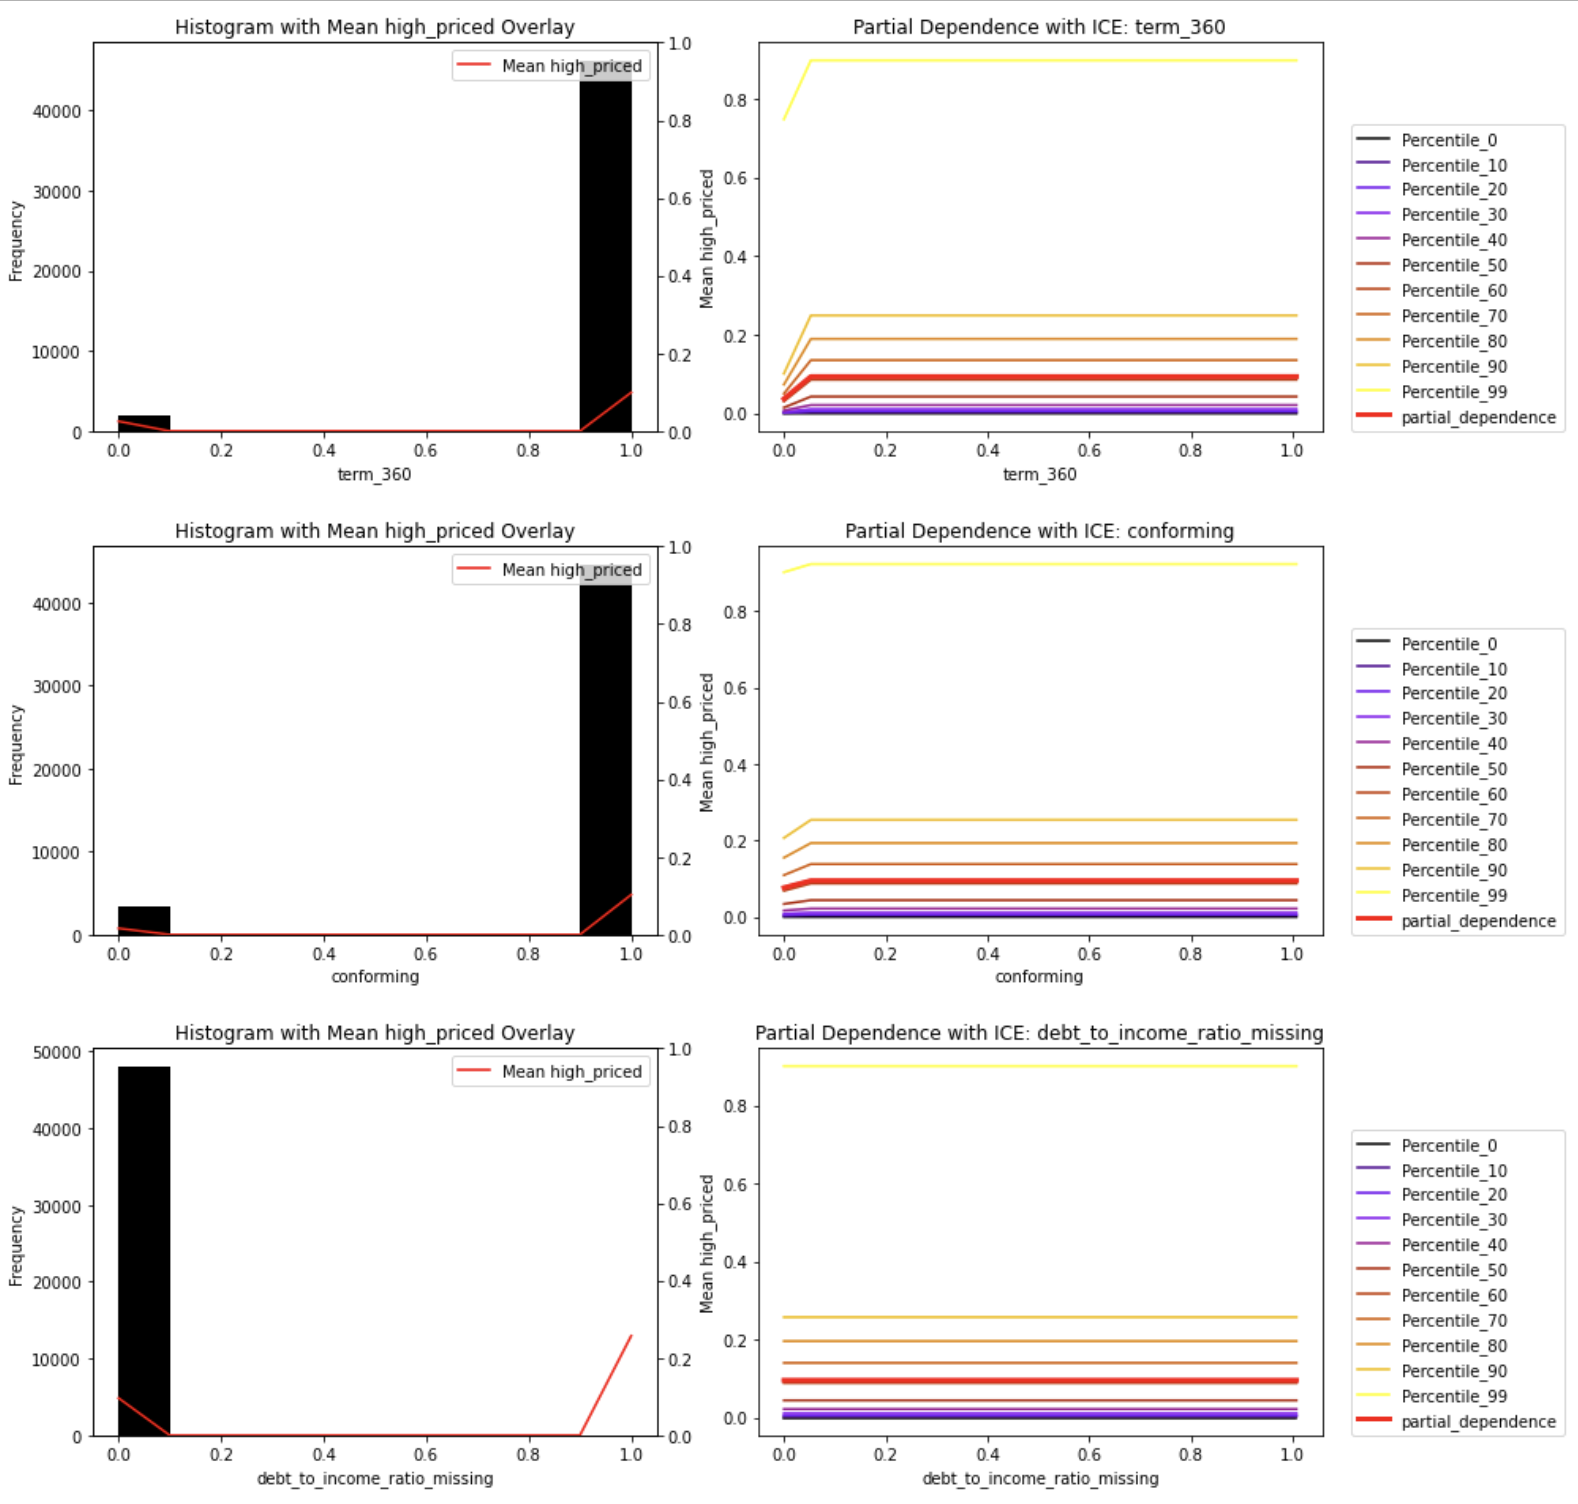 Histogram with Mean high_priced Overlay
Mean high_priced
Frequency
40000
30000
20000
10000
0
1.0
0.8
0.6
0.4
0.2
0.0
Mean high_priced
0.0 0.2 0.4 0.6 0.8 1.0
term_360
Partial Dependence with ICE: term_360
0.8
0.6
0.4
0.2
0.0
0.0 0.2 0.4 0.6 0.8 1.0
term_360
Percentile_0
Percentile_10
Percentile_20
Percentile_30
Percentile_40
Percentile_50
Percentile_60
Percentile_70
Percentile_80
Percentile_90
Percentile_99
partial_dependence
Histogram with Mean high_priced Overlay
Mean high_priced
Frequency
40000
30000
20000
10000
0
1.0
0.8
0.6
0.4
0.2
0.0
Mean high_priced
0.0 0.2 0.4 0.6 0.8 1.0
conforming
Partial Dependence with ICE: conforming
0.8
0.6
0.4
0.2
0.0
0.0 0.2 0.4 0.6 0.8 1.0
conforming
Percentile_0
Percentile_10
Percentile_20
Percentile_30
Percentile_40
Percentile_50
Percentile_60
Percentile_70
Percentile_80
Percentile_90
Percentile_99
partial_dependence
Histogram with Mean high_priced Overlay
Mean high_priced
Frequency
50000
40000
30000
20000
10000
0
1.0
0.8
0.6
0.4
0.2
0.0
Mean high_priced
0.0 0.2 0.4 0.6 0.8 1.0
debt_to_income_ratio_missing
Partial Dependence with ICE: debt_to_income_ratio_missing
0.8
0.6
0.4
0.2
0.0
0.0 0.2 0.4 0.6 0.8 1.0
debt_to_income_ratio_missing
Percentile_0
Percentile_10
Percentile_20
Percentile_30
Percentile_40
Percentile_50
Percentile_60
Percentile_70
Percentile_80
Percentile_90
Percentile_99
partial_dependence